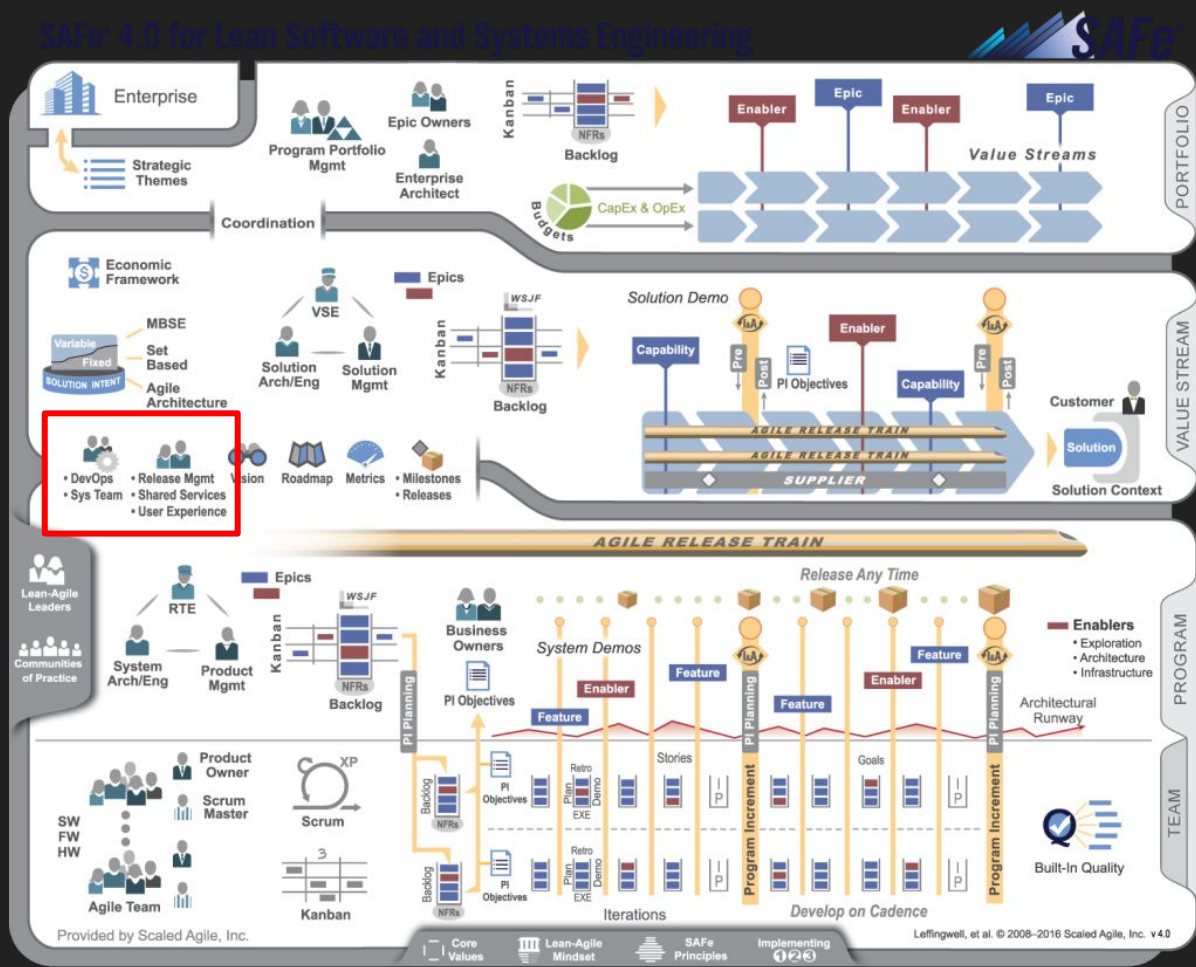 SAFe® 4.0 for Lean Software and Systems Engineering
SAFe®
Enterprise
Strategic
Themes
Program Portfolio
Mgmt
Epic Owners
Enterprise
Architect
Kanban
NFRs
Backlog
Enabler
Epic
Enabler
Epic
Value Streams
Budgets
CapEx & OpEx
PORTFOLIO
Coordination
Economic
Framework
Variable
Fixed
SOLUTION INTENT
MBSE
Set
Based
Agile
Architecture
VSE
Solution
Arch/Eng
Solution
Mgmt
Epics
Kanban
WSJF
NFRs
Backlog
Solution Demo
I&A
I&A
Capability
Pre
Post
PI Objectives
Enabler
Capability
Pre
Post
AGILE RELEASE TRAIN
AGILE RELEASE TRAIN
SUPPLIER
Customer
Solution
Solution Context
VALUE STREAM
• DevOps
• Sys Team
• Release Mgmt
• Shared Services
• User Experience
Vision
Roadmap
Metrics
• Milestones
• Releases
AGILE RELEASE TRAIN
Lean-Agile
Leaders
Communities
of Practice
RTE
System
Arch/Eng
Product
Mgmt
Epics
Kanban
WSJF
NFRs
Backlog
PI Planning
Business
Owners
PI Objectives
Release Any Time
System Demos
Feature
Enabler
Feature
I&A
PI Planning
Feature
Enabler
Feature
I&A
PI Planning
Enablers
• Exploration
• Architecture
• Infrastructure
Architectural
Runway
PROGRAM
SW
FW
HW
Agile Team
Product
Owner
Scrum
Master
XP
Scrum
3
Kanban
Backlog
NFRs
Backlog
NFRs
PI
Objectives
PI
Objectives
Stories
Goals
Retro
Plan
Demo
EXE
I
P
I
P
Retro
Plan
Demo
EXE
I
P
I
P
Program Increment
Program Increment
Iterations
Develop on Cadence
Q
Built-In Quality
TEAM
Provided by Scaled Agile, Inc.
Leffingwell, et al. © 2008–2016 Scaled Agile, Inc. v 4.0
Core
Values
Lean-Agile
Mindset
SAFe
Principles
Implementing
1 2 3